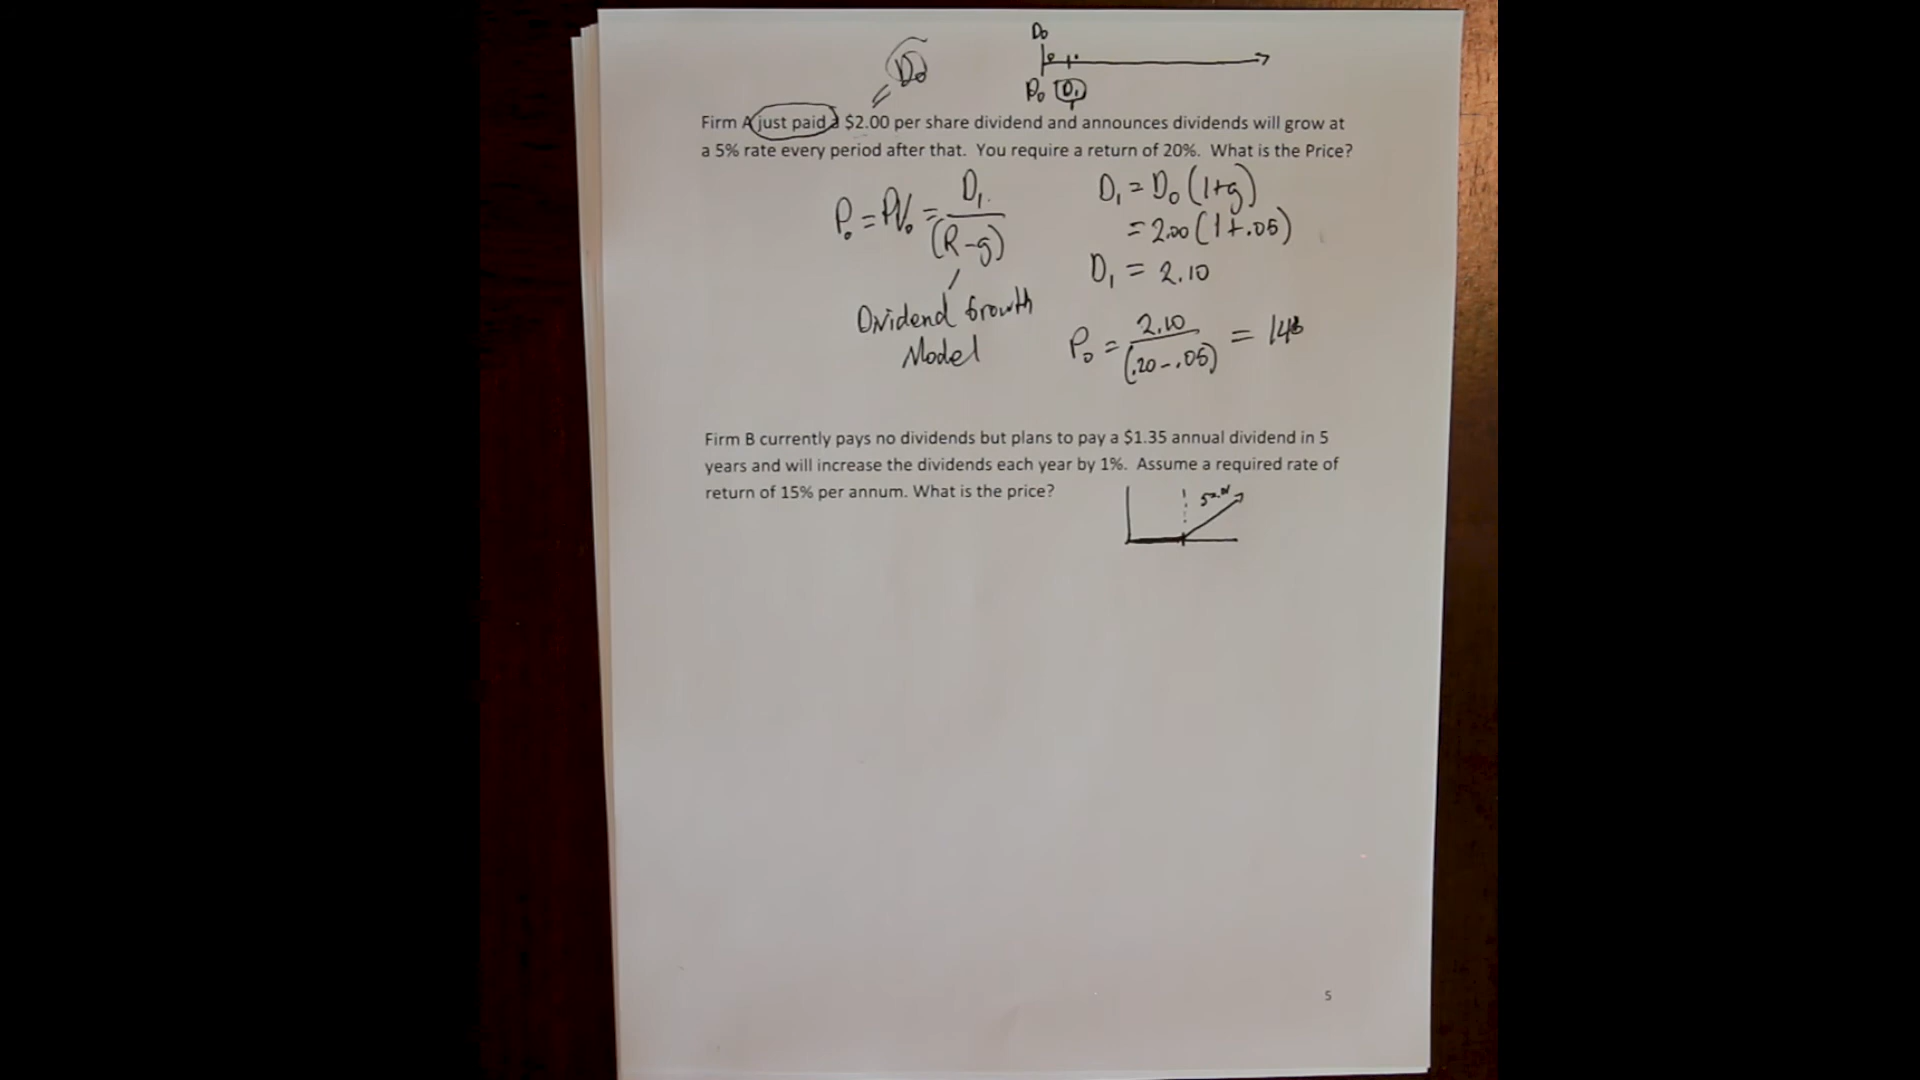 D₀
D₀
P₀ D₁
Firm A just paid a $2.00 per share dividend and announces dividends will grow at
a 5% rate every period after that. You require a return of 20%. What is the Price?
P₀ = PV₀ = D₁ / (R - g)
Dividend Growth
Model
D₁ = D₀ (1+g)
= 2.00 (1+.05)
D₁ = 2.10
P₀ = 2.10 / (.20 - .05) = 14
Firm B currently pays no dividends but plans to pay a $1.35 annual dividend in 5
years and will increase the dividends each year by 1%. Assume a required rate of
return of 15% per annum. What is the price?
5